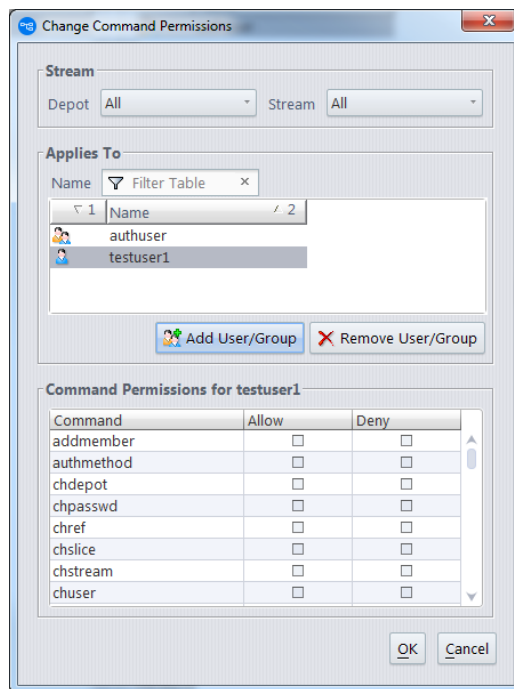 Change Command Permissions
Stream
Depot All Stream All
Applies To
Name Filter Table ×
1 Name 2
authuser
testuser1
Add User/Group Remove User/Group
Command Permissions for testuser1
Command Allow Deny
addmember
authmethod
chdepot
chpasswd
chref
chslice
chstream
chuser
OK Cancel